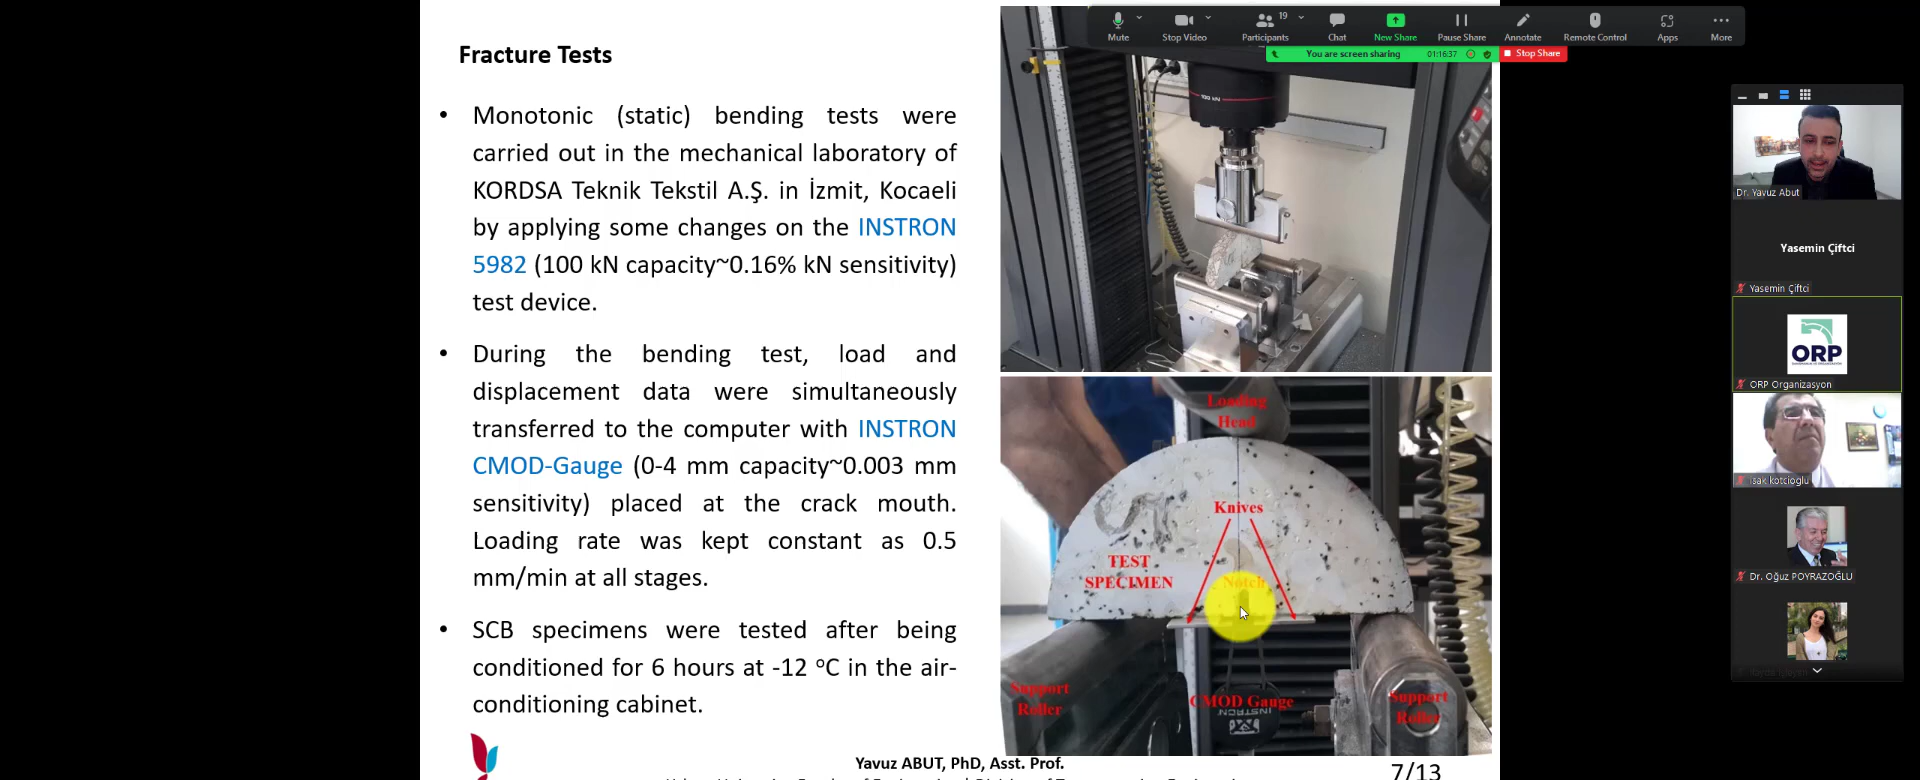 Mute
Stop Video
19
Participants
Chat
New Share
Pause Share
Annotate
Remote Control
Apps
More
You are screen sharing
01:16:37
Stop Share
Fracture Tests
• Monotonic (static) bending tests were
carried out in the mechanical laboratory of
KORDSA Teknik Tekstil A.Ş. in İzmit, Kocaeli
by applying some changes on the INSTRON
5982 (100 kN capacity~0.16% kN sensitivity)
test device.
• During the bending test, load and
displacement data were simultaneously
transferred to the computer with INSTRON
CMOD-Gauge (0-4 mm capacity~0.003 mm
sensitivity) placed at the crack mouth.
Loading rate was kept constant as 0.5
mm/min at all stages.
• SCB specimens were tested after being
conditioned for 6 hours at -12 °C in the air-
conditioning cabinet.
100 kN
Loading
Head
Knives
TEST
SPECIMEN
Notch
Support
Roller
CMOD Gauge
INSTRON
Support
Roller
Yavuz ABUT, PhD, Asst. Prof.
7/13
Dr. Yavuz Abut
Yasemin Çiftci
Yasemin Çiftci
ORP
ORP Organizasyon
isak kotcioglu
Dr. Oğuz POYRAZOĞLU